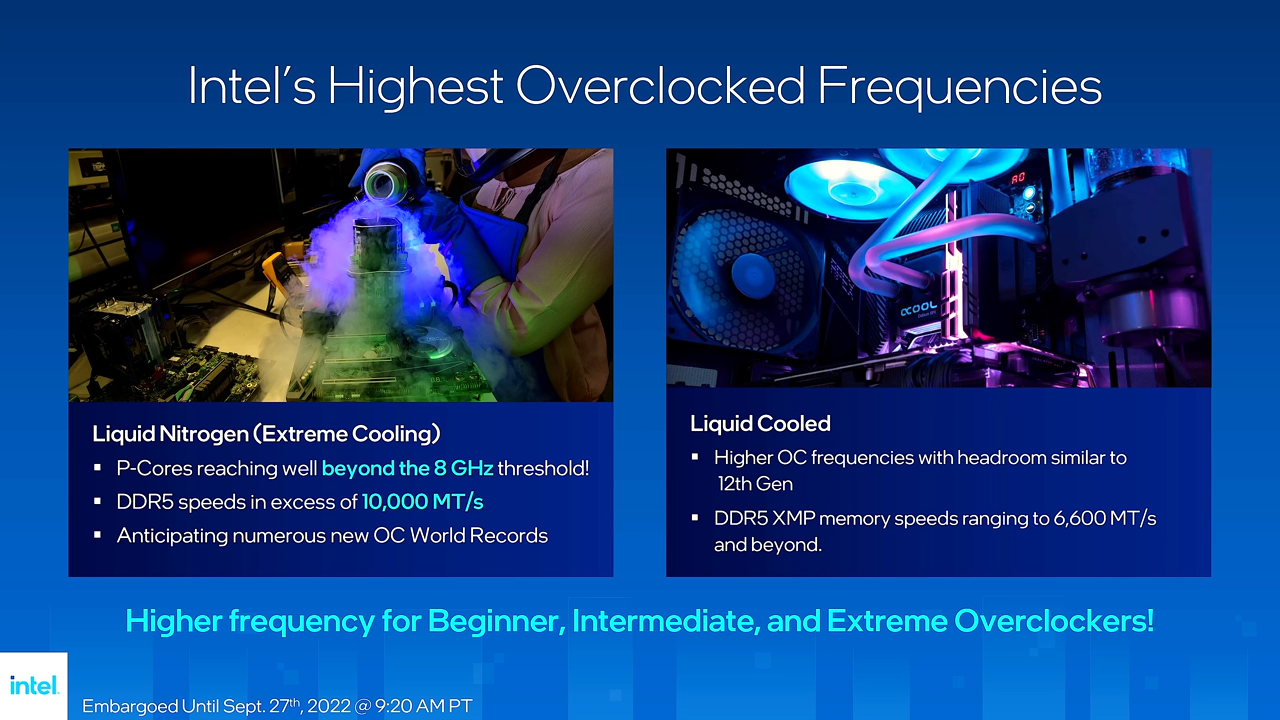 Intel's Highest Overclocked Frequencies
A0
ACOOL
Liquid Nitrogen (Extreme Cooling)
▪ P-Cores reaching well beyond the 8 GHz threshold!
▪ DDR5 speeds in excess of 10,000 MT/s
▪ Anticipating numerous new OC World Records
Liquid Cooled
▪ Higher OC frequencies with headroom similar to
12th Gen
▪ DDR5 XMP memory speeds ranging to 6,600 MT/s
and beyond.
Higher frequency for Beginner, Intermediate, and Extreme Overclockers!
intel.
Embargoed Until Sept. 27th, 2022 @ 9:20 AM PT